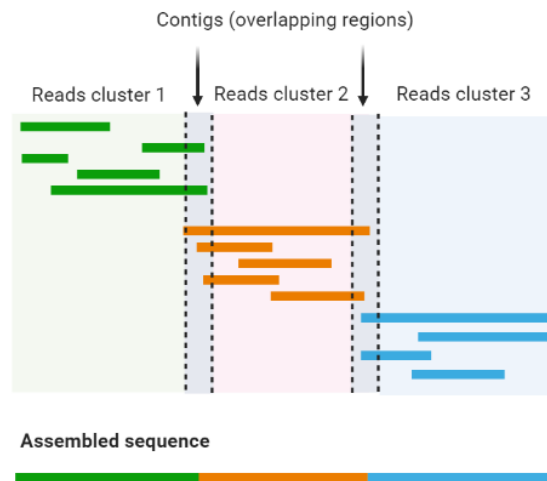 Contigs (overlapping regions)
Reads cluster 1
Reads cluster 2
Reads cluster 3
Assembled sequence